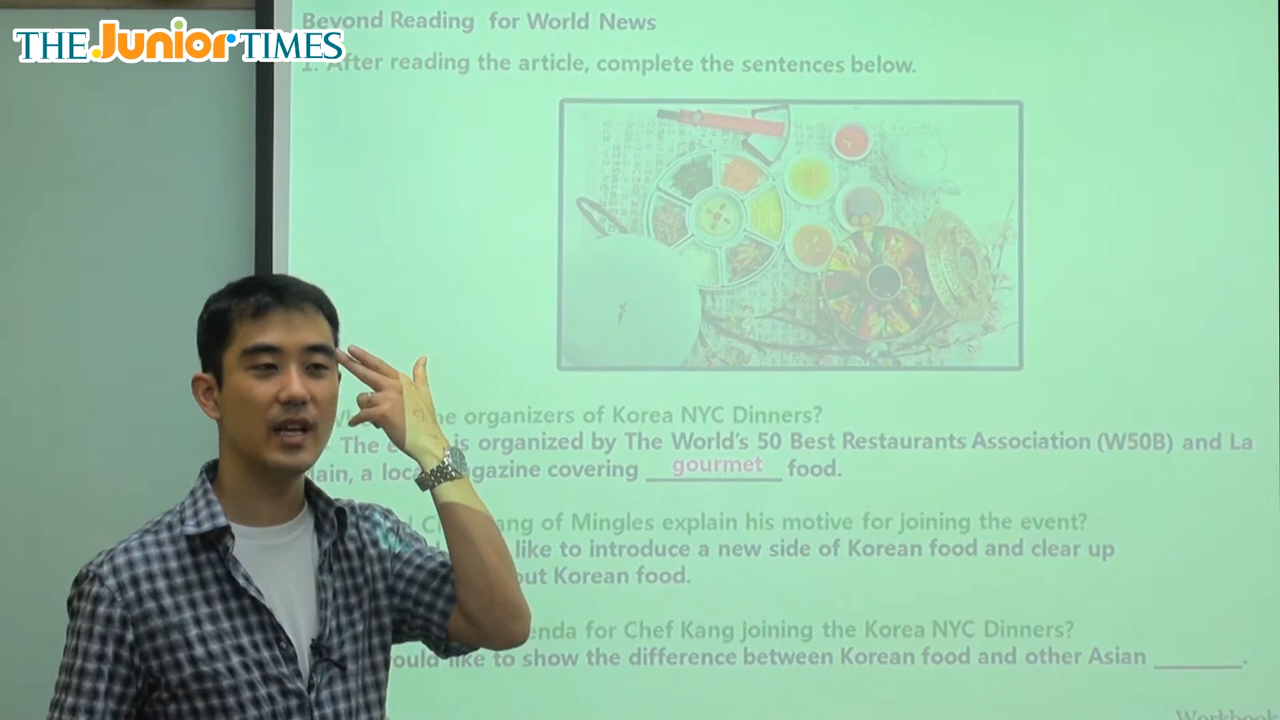 THE Junior TIMES
Beyond Reading for World News
1. After reading the article, complete the sentences below.
he organizers of Korea NYC Dinners?
The is organized by The World's 50 Best Restaurants Association (W50B) and La
lain, a loc gazine covering gourmet food.
ang of Mingles explain his motive for joining the event?
like to introduce a new side of Korean food and clear up
out Korean food.
enda for Chef Kang joining the Korea NYC Dinners?
ould like to show the difference between Korean food and other Asian _______.
Workbook